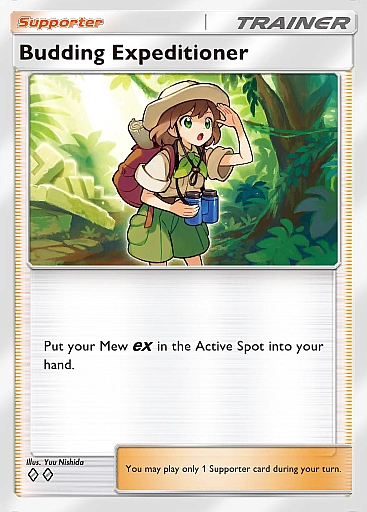 Supporter
TRAINER
Budding Expeditioner
Put your Mew ex in the Active Spot into your
hand.
Illus. Yuu Nishida
You may play only 1 Supporter card during your turn.